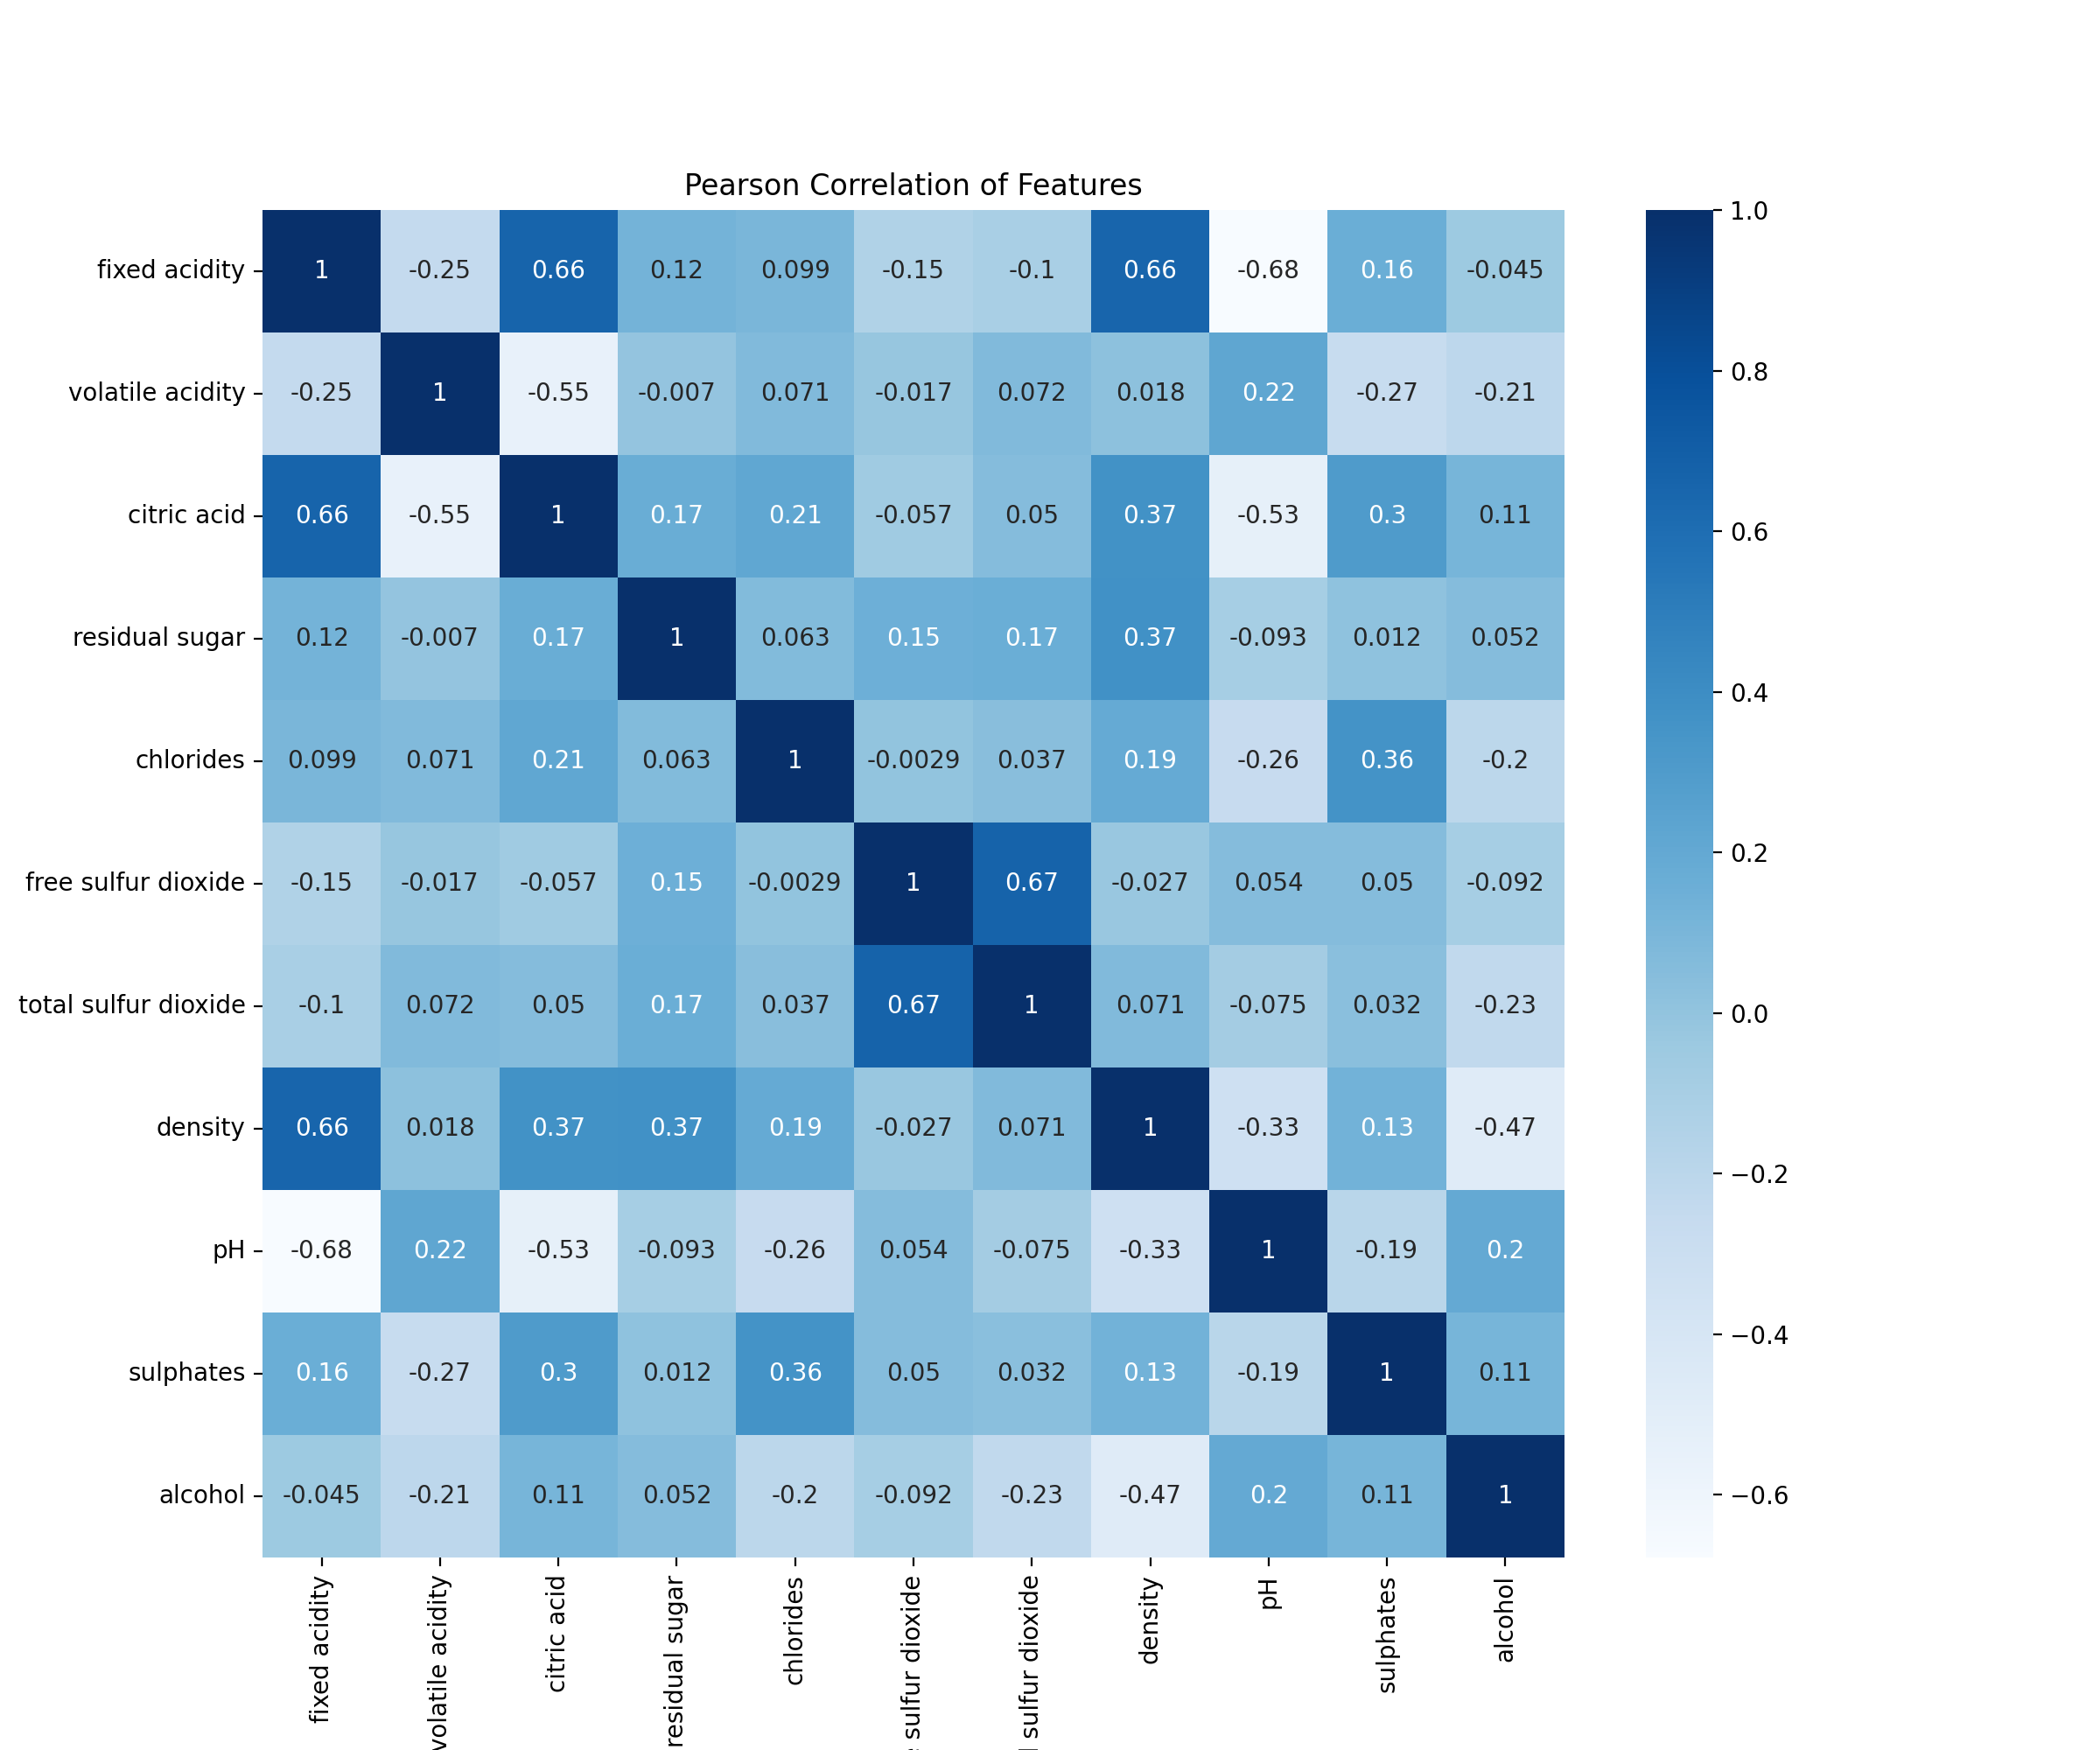 Pearson Correlation of Features
fixed acidity 1 -0.25 0.66 0.12 0.099 -0.15 -0.1 0.66 -0.68 0.16 -0.045
volatile acidity -0.25 1 -0.55 -0.007 0.071 -0.017 0.072 0.018 0.22 -0.27 -0.21
citric acid 0.66 -0.55 1 0.17 0.21 -0.057 0.05 0.37 -0.53 0.3 0.11
residual sugar 0.12 -0.007 0.17 1 0.063 0.15 0.17 0.37 -0.093 0.012 0.052
chlorides 0.099 0.071 0.21 0.063 1 -0.0029 0.037 0.19 -0.26 0.36 -0.2
free sulfur dioxide -0.15 -0.017 -0.057 0.15 -0.0029 1 0.67 -0.027 0.054 0.05 -0.092
total sulfur dioxide -0.1 0.072 0.05 0.17 0.037 0.67 1 0.071 -0.075 0.032 -0.23
density 0.66 0.018 0.37 0.37 0.19 -0.027 0.071 1 -0.33 0.13 -0.47
pH -0.68 0.22 -0.53 -0.093 -0.26 0.054 -0.075 -0.33 1 -0.19 0.2
sulphates 0.16 -0.27 0.3 0.012 0.36 0.05 0.032 0.13 -0.19 1 0.11
alcohol -0.045 -0.21 0.11 0.052 -0.2 -0.092 -0.23 -0.47 0.2 0.11 1
fixed acidity
volatile acidity
citric acid
residual sugar
chlorides
sulfur dioxide
sulfur dioxide
density
pH
sulphates
alcohol
1.0
0.8
0.6
0.4
0.2
0.0
−0.2
−0.4
−0.6